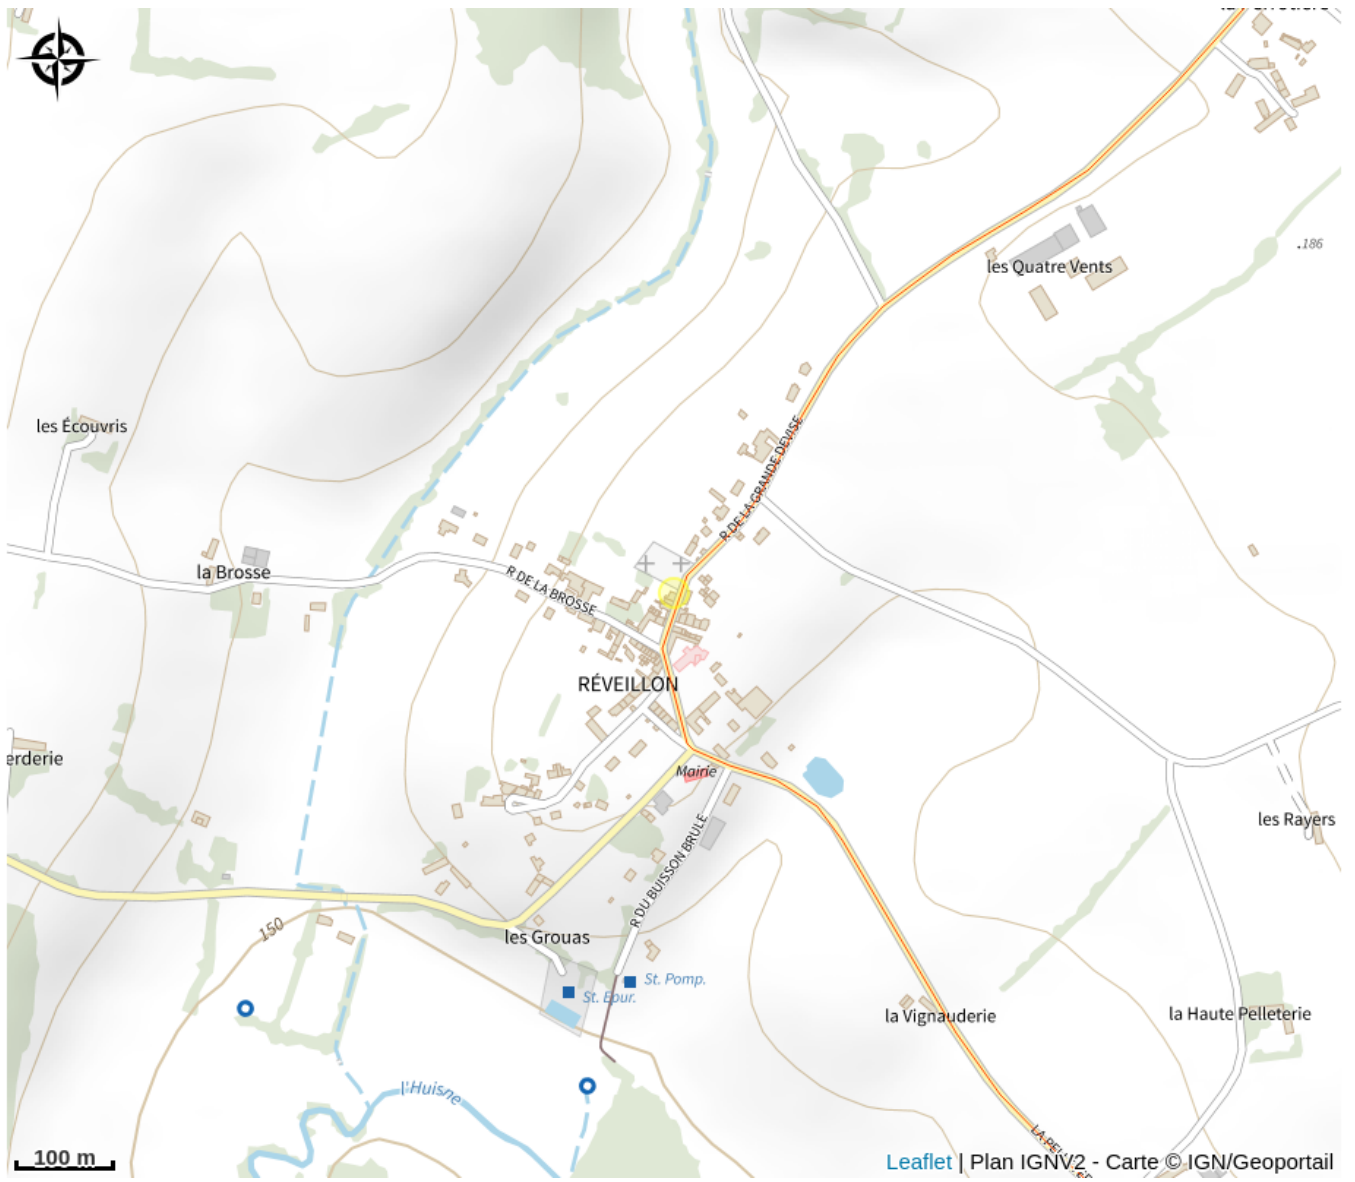 .186
les Quatre Vents
les Écouvris
R DE LA GRANDE DEVISE
la Brosse
R DE LA BROSSE
RÉVEILLON
erderie
Mairie
les Rayers
R DU BUISSON BRULE
150
les Grouas
St. Pomp.
St. Epur.
la Vignauderie
la Haute Pelleterie
l'Huisne
100 m
Leaflet | Plan IGNV2 - Carte © IGN/Geoportail